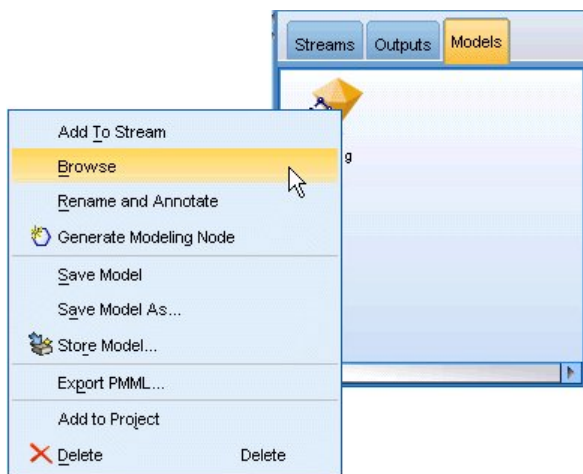 Streams Outputs Models
g
Add To Stream
Browse
Rename and Annotate
Generate Modeling Node
Save Model
Save Model As...
Store Model...
Export PMML...
Add to Project
Delete Delete